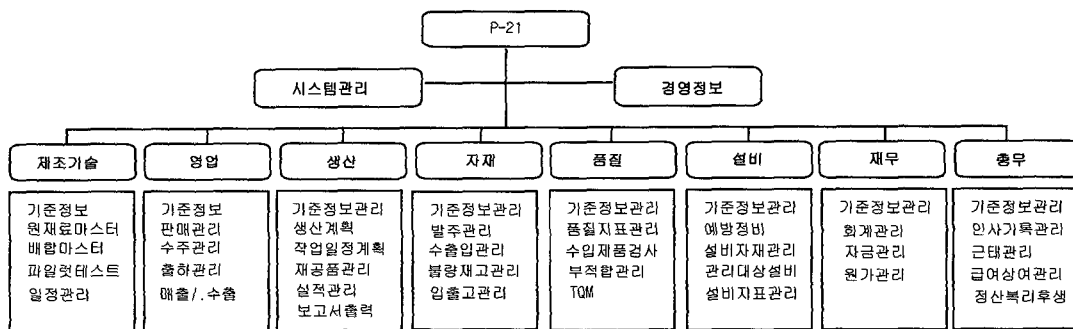 P-21
시스템관리
경영정보
제조기술
영업
생산
자재
품질
설비
재무
총무
기준정보
원재료마스터
배합마스터
파일럿테스트
일정관리
기준정보
판매관리
수주관리
출하관리
매출/.수출
기준정보관리
생산계획
작업일정계획
재공품관리
실적관리
보고서출력
기준정보관리
발주관리
수출입관리
불량재고관리
입출고관리
기준정보관리
품질지표관리
수입제품검사
부적합관리
TQM
기준정보관리
예방정비
설비자재관리
관리대상설비
설비지표관리
기준정보관리
회계관리
자금관리
원가관리
기준정보관리
인사기록관리
근태관리
급여상여관리
정산복리후생